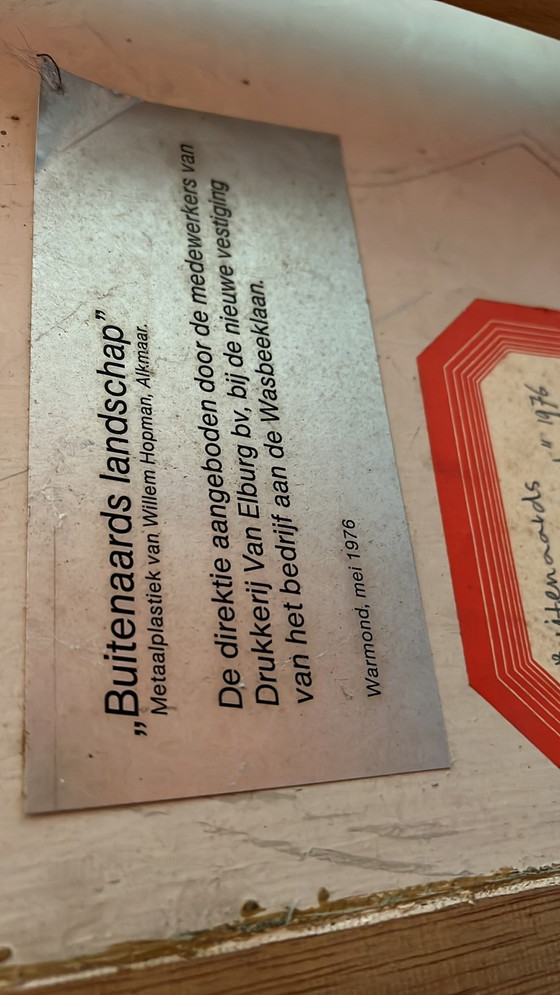 „Buitenaards landschap”
Metaalplastiek van Willem Hopman, Alkmaar.
De direktie aangeboden door de medewerkers van
Drukkerij Van Elburg bv, bij de nieuwe vestiging
van het bedrijf aan de Wasbeeklaan.
Warmond, mei 1976
1976